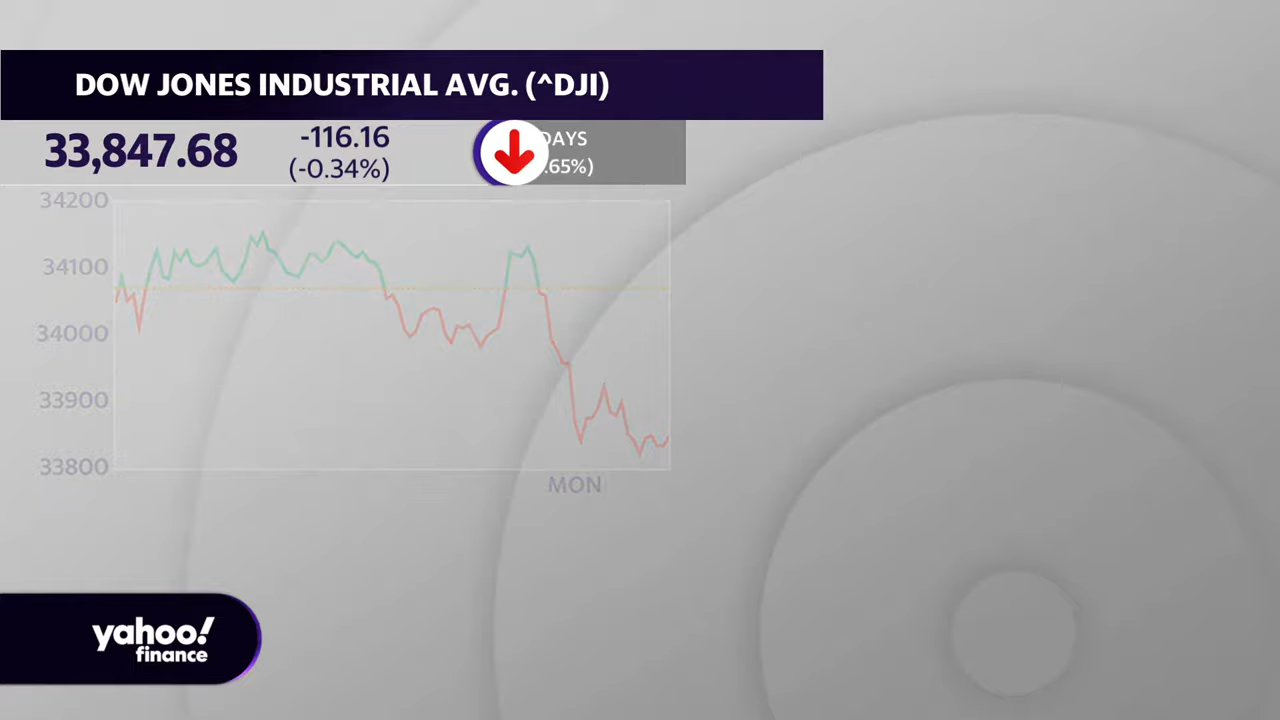 DOW JONES INDUSTRIAL AVG. (^DJI)
33,847.68
-116.16
(-0.34%)
DAYS
.65%)
34200
34100
34000
33900
33800
MON
yahoo!
finance